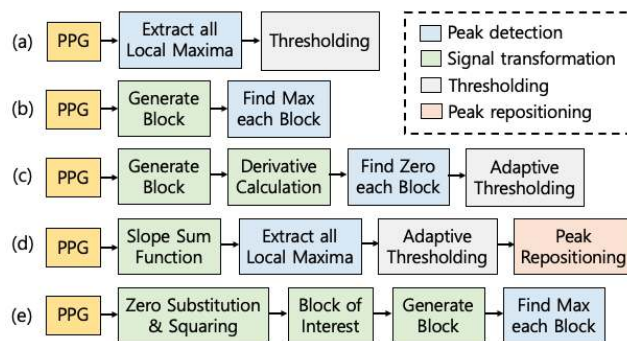 (a) PPG Extract all Local Maxima Thresholding
(b) PPG Generate Block Find Max each Block
(c) PPG Generate Block Derivative Calculation Find Zero each Block Adaptive Thresholding
(d) PPG Slope Sum Function Extract all Local Maxima Adaptive Thresholding Peak Repositioning
(e) PPG Zero Substitution & Squaring Block of Interest Generate Block Find Max each Block
Peak detection
Signal transformation
Thresholding
Peak repositioning